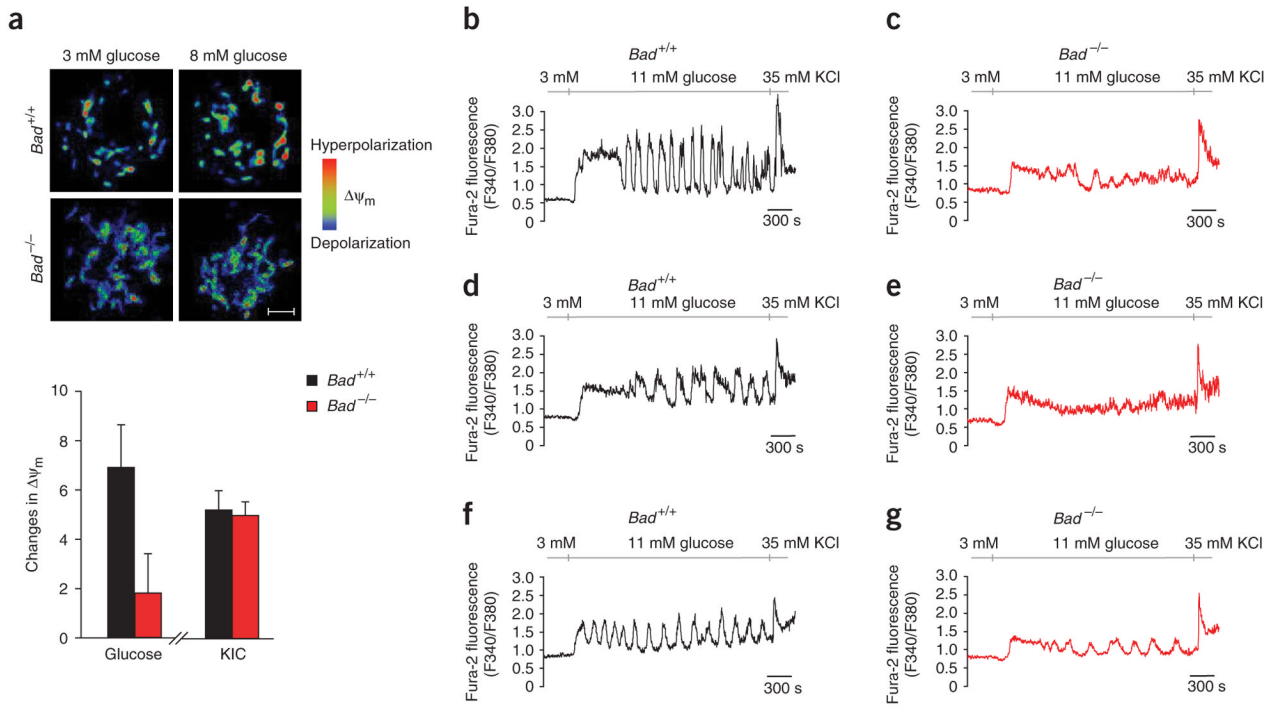 a
3 mM glucose 8 mM glucose
Bad+/+
Bad−/−
Hyperpolarization
Δψm
Depolarization
Bad+/+
Bad−/−
10
8
6
4
2
0
Changes in Δψm
Glucose KIC
b
Bad+/+
3 mM 11 mM glucose 35 mM KCl
Fura-2 fluorescence
(F340/F380)
3.0
2.5
2.0
1.5
1.0
0.5
0
300 s
c
Bad−/−
3 mM 11 mM glucose 35 mM KCl
Fura-2 fluorescence
(F340/F380)
3.0
2.5
2.0
1.5
1.0
0.5
0
300 s
d
Bad+/+
3 mM 11 mM glucose 35 mM KCl
Fura-2 fluorescence
(F340/F380)
3.0
2.5
2.0
1.5
1.0
0.5
0
300 s
e
Bad−/−
3 mM 11 mM glucose 35 mM KCl
Fura-2 fluorescence
(F340/F380)
3.0
2.5
2.0
1.5
1.0
0.5
0
300 s
f
Bad+/+
3 mM 11 mM glucose 35 mM KCl
Fura-2 fluorescence
(F340/F380)
3.0
2.5
2.0
1.5
1.0
0.5
0
300 s
g
Bad−/−
3 mM 11 mM glucose 35 mM KCl
Fura-2 fluorescence
(F340/F380)
3.0
2.5
2.0
1.5
1.0
0.5
0
300 s